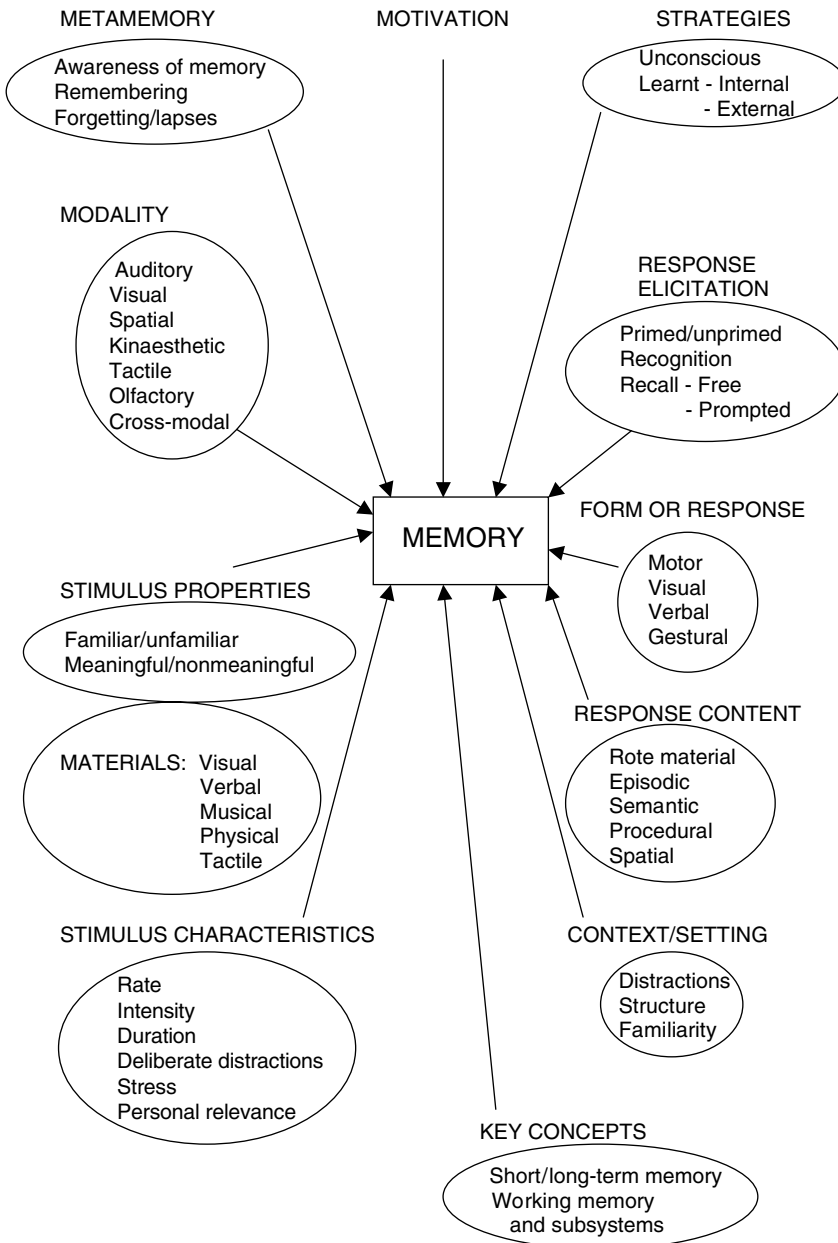 METAMEMORY
Awareness of memory
Remembering
Forgetting/lapses
MOTIVATION
STRATEGIES
Unconscious
Learnt - Internal
- External
MODALITY
Auditory
Visual
Spatial
Kinaesthetic
Tactile
Olfactory
Cross-modal
RESPONSE
ELICITATION
Primed/unprimed
Recognition
Recall - Free
- Prompted
MEMORY
FORM OR RESPONSE
Motor
Visual
Verbal
Gestural
STIMULUS PROPERTIES
Familiar/unfamiliar
Meaningful/nonmeaningful
MATERIALS: Visual
Verbal
Musical
Physical
Tactile
RESPONSE CONTENT
Rote material
Episodic
Semantic
Procedural
Spatial
STIMULUS CHARACTERISTICS
Rate
Intensity
Duration
Deliberate distractions
Stress
Personal relevance
CONTEXT/SETTING
Distractions
Structure
Familiarity
KEY CONCEPTS
Short/long-term memory
Working memory
and subsystems